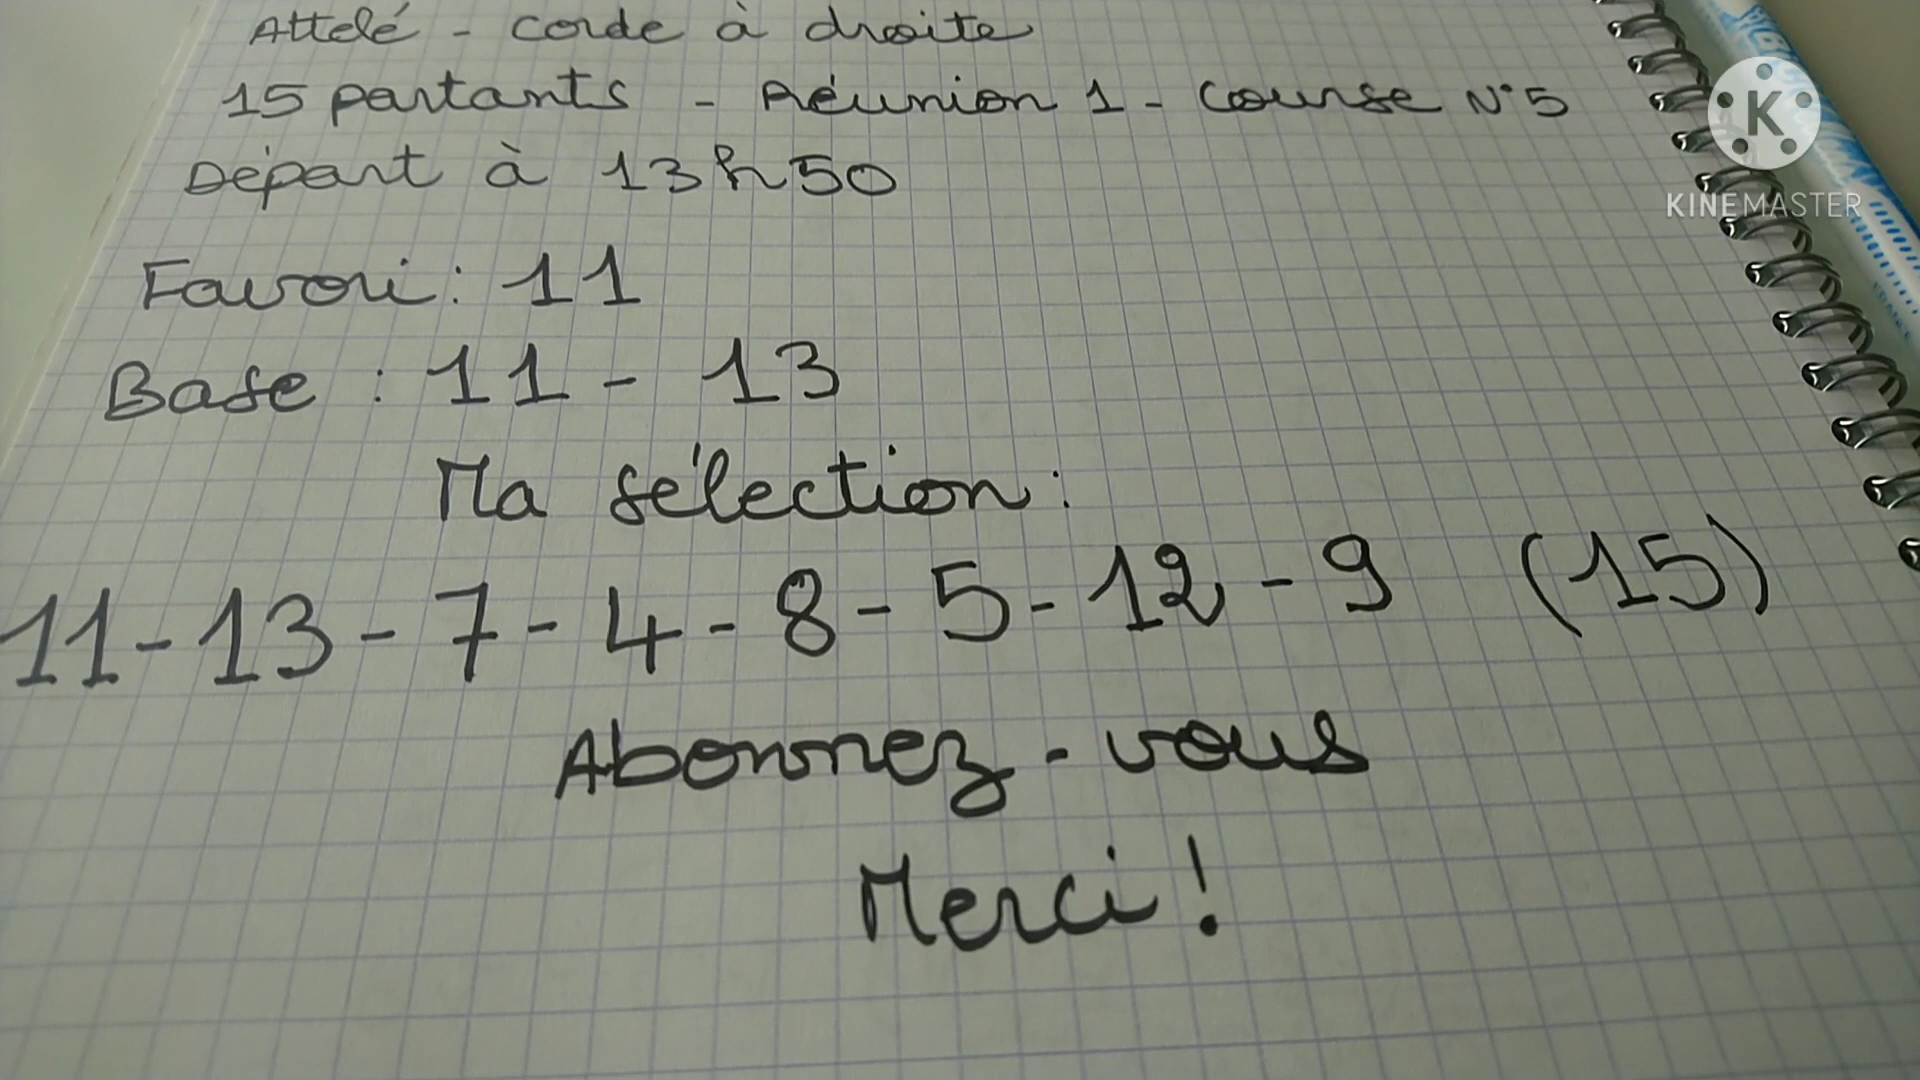 Attelé - corde à droite
15 partants - Réunion 1 - Course N°5
Départ à 13h50
Favori : 11
Base : 11 - 13
Ma sélection :
11 - 13 - 7 - 4 - 8 - 5 - 12 - 9 (15)
Abonnez-vous
Merci !
K
KINEMASTER